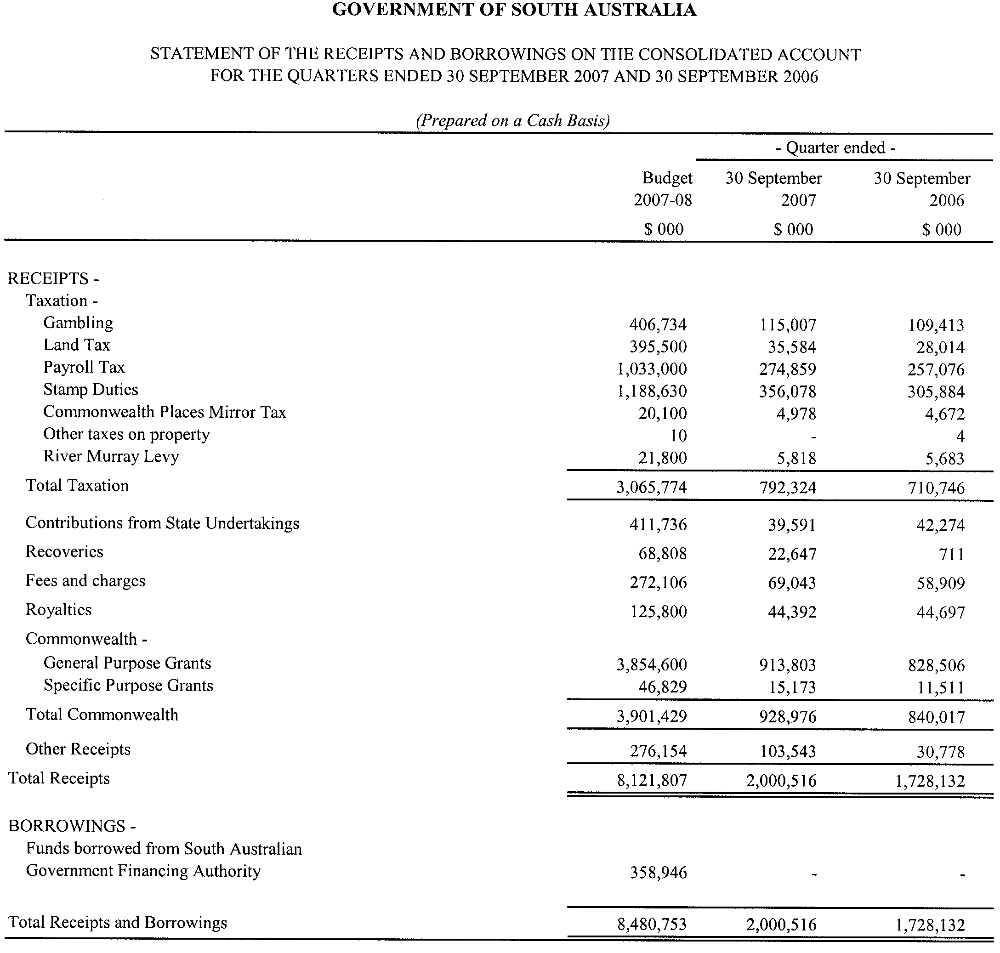 GOVERNMENT OF SOUTH AUSTRALIA
STATEMENT OF THE RECEIPTS AND BORROWINGS ON THE CONSOLIDATED ACCOUNT
FOR THE QUARTERS ENDED 30 SEPTEMBER 2007 AND 30 SEPTEMBER 2006
(Prepared on a Cash Basis)
- Quarter ended -
Budget 30 September 30 September
2007-08 2007 2006
$ 000 $ 000 $ 000
RECEIPTS -
Taxation -
Gambling 406,734 115,007 109,413
Land Tax 395,500 35,584 28,014
Payroll Tax 1,033,000 274,859 257,076
Stamp Duties 1,188,630 356,078 305,884
Commonwealth Places Mirror Tax 20,100 4,978 4,672
Other taxes on property 10 - 4
River Murray Levy 21,800 5,818 5,683
Total Taxation 3,065,774 792,324 710,746
Contributions from State Undertakings 411,736 39,591 42,274
Recoveries 68,808 22,647 711
Fees and charges 272,106 69,043 58,909
Royalties 125,800 44,392 44,697
Commonwealth -
General Purpose Grants 3,854,600 913,803 828,506
Specific Purpose Grants 46,829 15,173 11,511
Total Commonwealth 3,901,429 928,976 840,017
Other Receipts 276,154 103,543 30,778
Total Receipts 8,121,807 2,000,516 1,728,132
BORROWINGS -
Funds borrowed from South Australian
Government Financing Authority 358,946 - -
Total Receipts and Borrowings 8,480,753 2,000,516 1,728,132